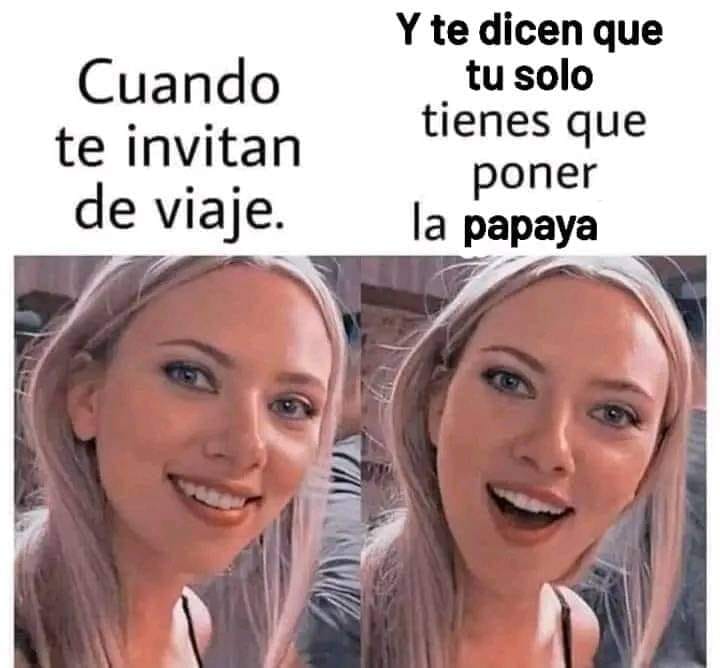 Cuando
te invitan
de viaje.
Y te dicen que
tu solo
tienes que
poner
la papaya